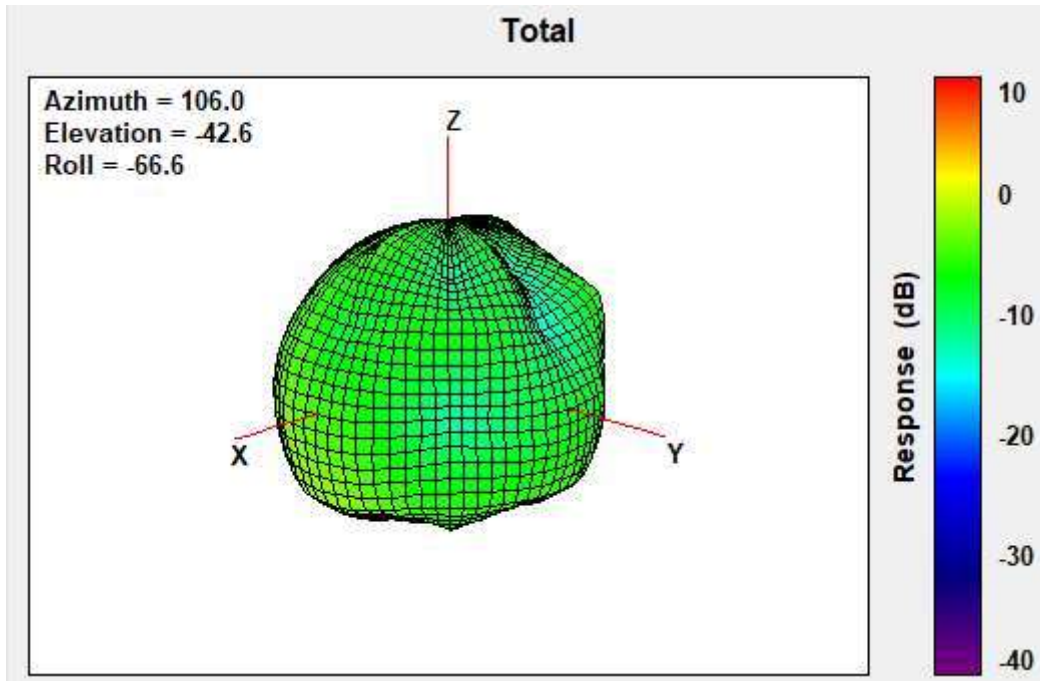 Total
Azimuth = 106.0
Elevation = -42.6
Roll = -66.6
Z
X
Y
10
0
-10
-20
-30
-40
Response (dB)